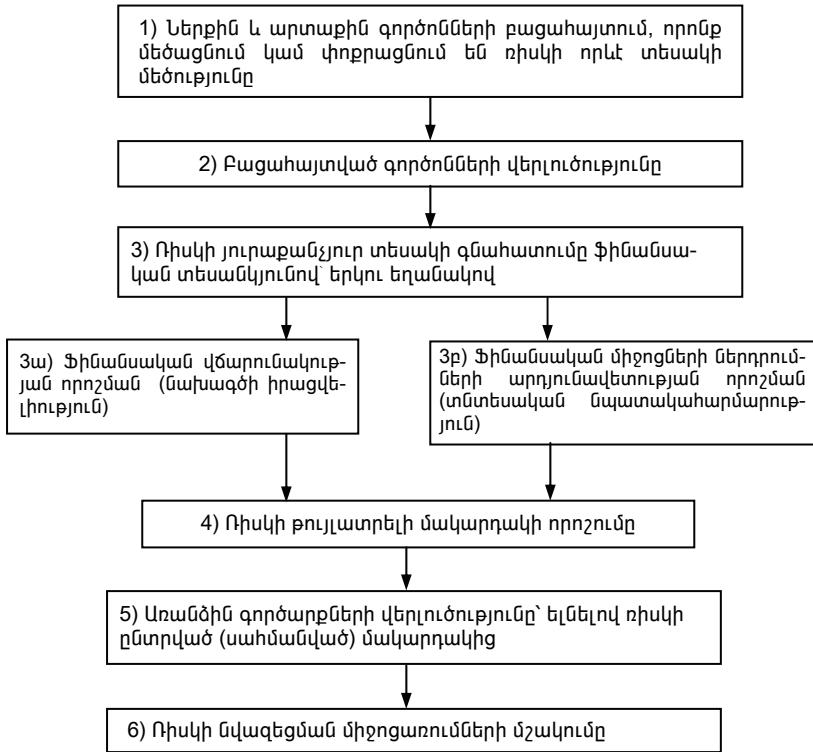 1) Ներքին և արտաքին գործոնների բացահայտում, որոնք
մեծացնում կամ փոքրացնում են ռիսկի որևէ տեսակի
մեծությունը
2) Բացահայտված գործոնների վերլուծությունը
3) Ռիսկի յուրաքանչյուր տեսակի գնահատումը ֆինանսա-
կան տեսանկյունով՝ երկու եղանակով
3ա) Ֆինանսական վճարունակութ-
յան որոշման (նախագծի իրացվե-
լիություն)
3բ) Ֆինանսական միջոցների ներդրում-
ների արդյունավետության որոշման
(տնտեսական նպատակահարմարութ-
յուն)
4) Ռիսկի թույլատրելի մակարդակի որոշումը
5) Առանձին գործարքների վերլուծությունը՝ ելնելով ռիսկի
ընտրված (սահմանված) մակարդակից
6) Ռիսկի նվազեցման միջոցառումների մշակումը